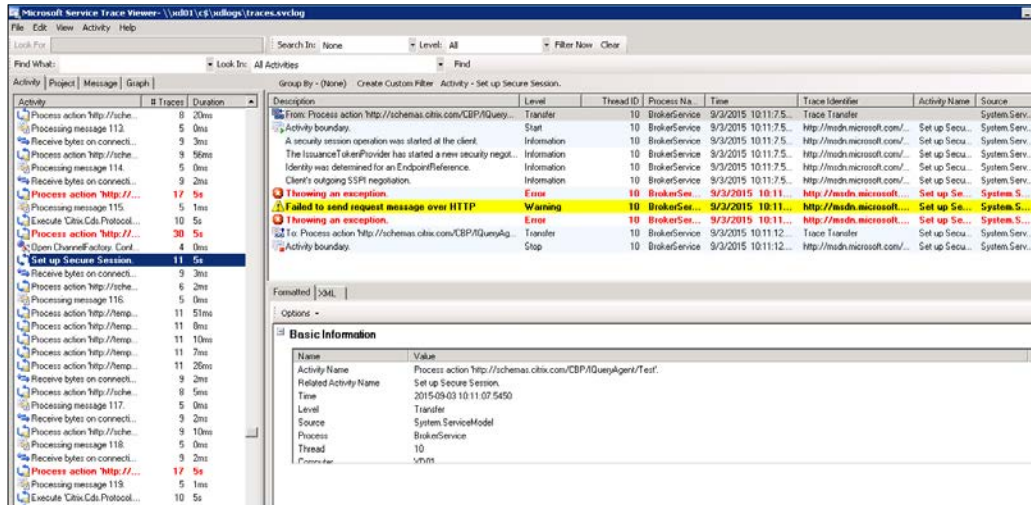 Microsoft Service Trace Viewer- \\xd01\c$\xdlogs\traces.svclog
File Edit View Activity Help
Look For Search In: None Level: All Filter Now Clear
Find What: Look In: All Activities Find
Activity Project Message Graph Group By - (None) Create Custom Filter Activity - Set up Secure Session.
Activity # Traces Duration
Process action 'http://sche... 8 20ms
Processing message 113. 5 0ms
Receive bytes on connecti... 9 3ms
Process action 'http://sche... 9 56ms
Processing message 114. 5 0ms
Receive bytes on connecti... 9 2ms
Process action 'http://... 17 5s
Processing message 115. 5 1ms
Execute 'Citrix.Cds.Protocol.... 10 5s
Process action 'http://... 30 5s
Open ChannelFactory. Cont... 4 0ms
Set up Secure Session. 11 5s
Receive bytes on connecti... 9 3ms
Process action 'http://sche... 6 2ms
Processing message 116. 5 0ms
Process action 'http://temp... 11 51ms
Process action 'http://temp... 11 8ms
Process action 'http://temp... 11 10ms
Process action 'http://temp... 11 7ms
Process action 'http://temp... 11 26ms
Receive bytes on connecti... 9 2ms
Process action 'http://sche... 8 5ms
Processing message 117. 5 0ms
Receive bytes on connecti... 9 2ms
Process action 'http://sche... 9 10ms
Processing message 118. 5 0ms
Receive bytes on connecti... 9 2ms
Process action 'http://... 17 5s
Processing message 119. 5 1ms
Execute 'Citrix.Cds.Protocol.... 10 5s
Description Level Thread ID Process Na... Time Trace Identifier Activity Name Source
From: Process action 'http://schemas.citrix.com/CBP/IQuery... Transfer 10 BrokerService 9/3/2015 10:11:7.5... Trace Transfer System.Serv...
Activity boundary. Start 10 BrokerService 9/3/2015 10:11:7.5... http://msdn.microsoft.com/... Set up Secu... System.Serv...
A security session operation was started at the client. Information 10 BrokerService 9/3/2015 10:11:7.5... http://msdn.microsoft.com/... Set up Secu... System.Serv...
The IssuanceTokenProvider has started a new security negot... Information 10 BrokerService 9/3/2015 10:11:7.5... http://msdn.microsoft.com/... Set up Secu... System.Serv...
Identity was determined for an EndpointReference. Information 10 BrokerService 9/3/2015 10:11:7.5... http://msdn.microsoft.com/... Set up Secu... System.Serv...
Client's outgoing SSPI negotiation. Information 10 BrokerService 9/3/2015 10:11:7.5... http://msdn.microsoft.com/... Set up Secu... System.Serv...
Throwing an exception. Error 10 BrokerSer... 9/3/2015 10:11... http://msdn.microsoft.... Set up Se... System.S...
Failed to send request message over HTTP Warning 10 BrokerSer... 9/3/2015 10:11... http://msdn.microsoft.... Set up Se... System.S...
Throwing an exception. Error 10 BrokerSer... 9/3/2015 10:11... http://msdn.microsoft.... Set up Se... System.S...
To: Process action 'http://schemas.citrix.com/CBP/IQueryAg... Transfer 10 BrokerService 9/3/2015 10:11:12.... Trace Transfer Set up Secu... System.Serv...
Activity boundary. Stop 10 BrokerService 9/3/2015 10:11:12.... http://msdn.microsoft.com/... Set up Secu... System.Serv...
Formatted XML
Options
Basic Information
Name Value
Activity Name Process action 'http://schemas.citrix.com/CBP/IQueryAgent/Test'.
Related Activity Name Set up Secure Session.
Time 2015-09-03 10:11:07.5450
Level Transfer
Source System.ServiceModel
Process BrokerService
Thread 10
Computer XD01